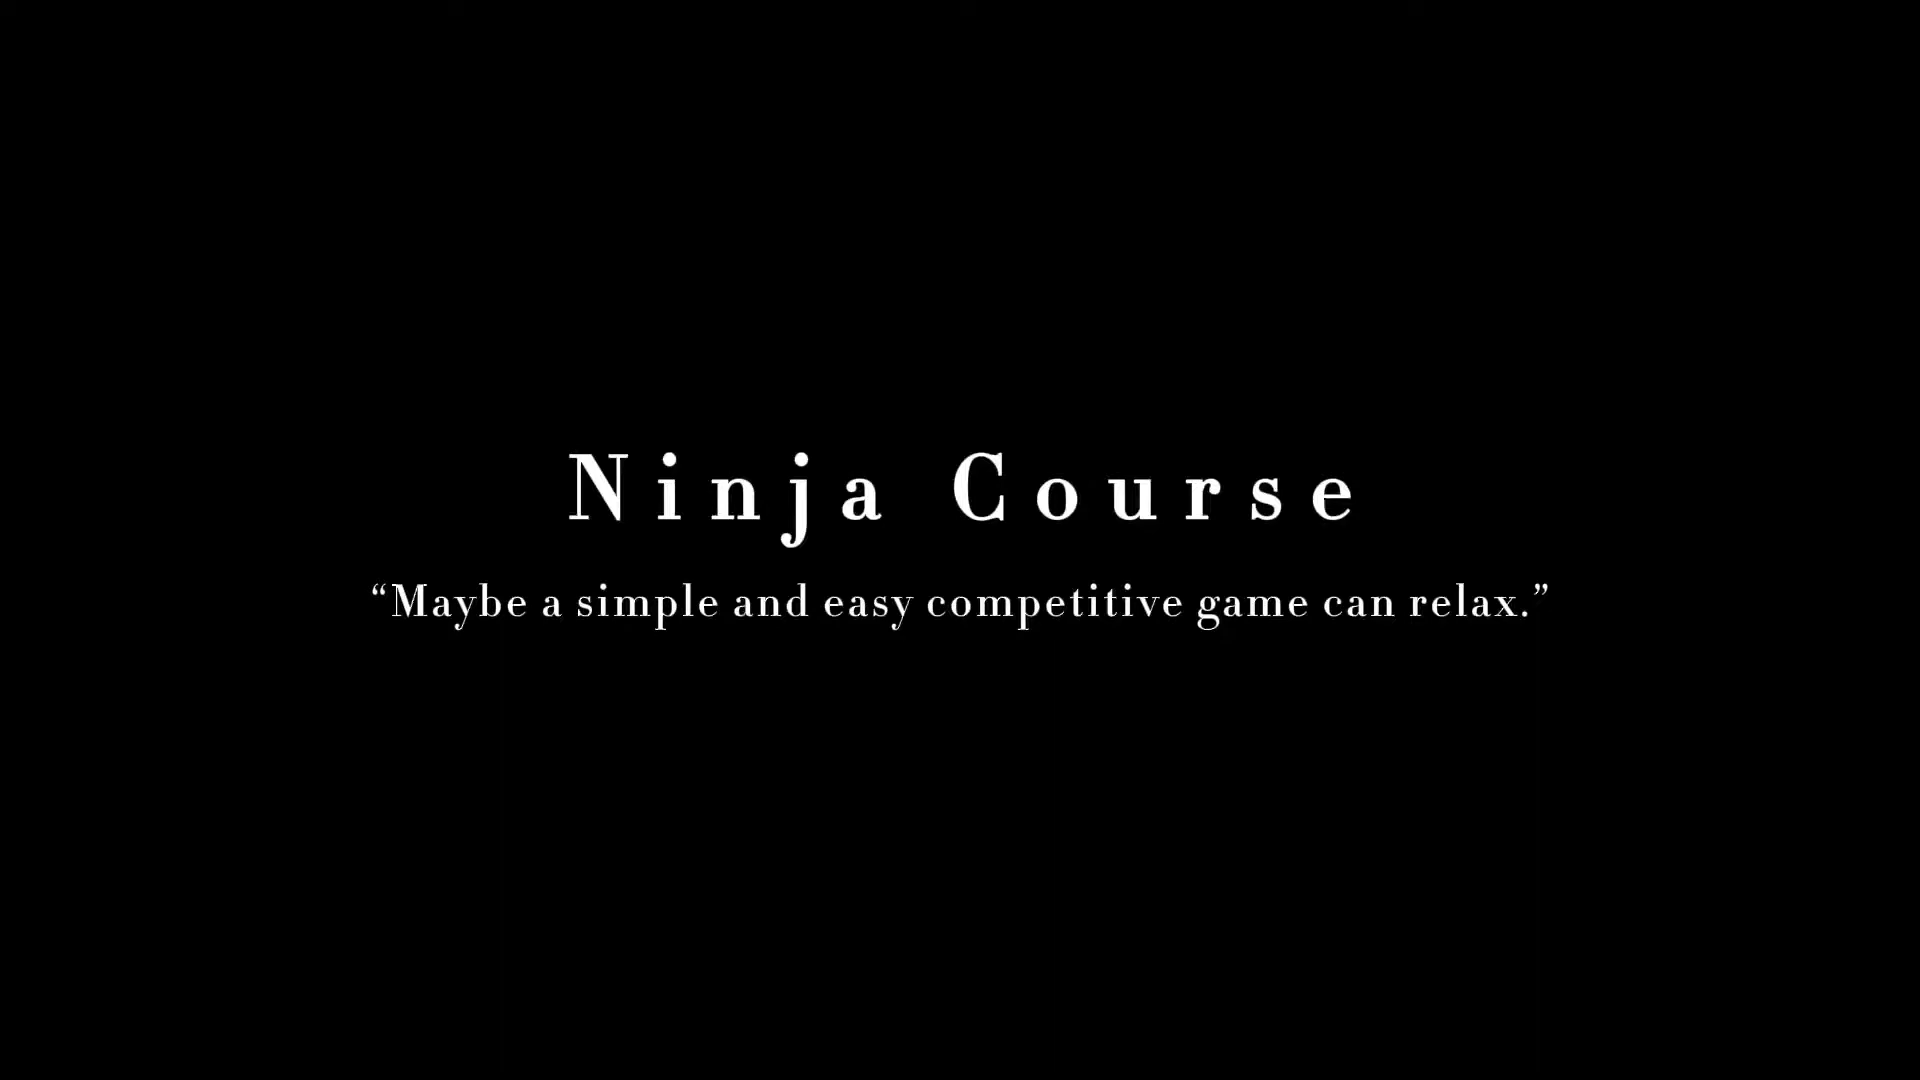 Ninja Course
“Maybe a simple and easy competitive game can relax.”